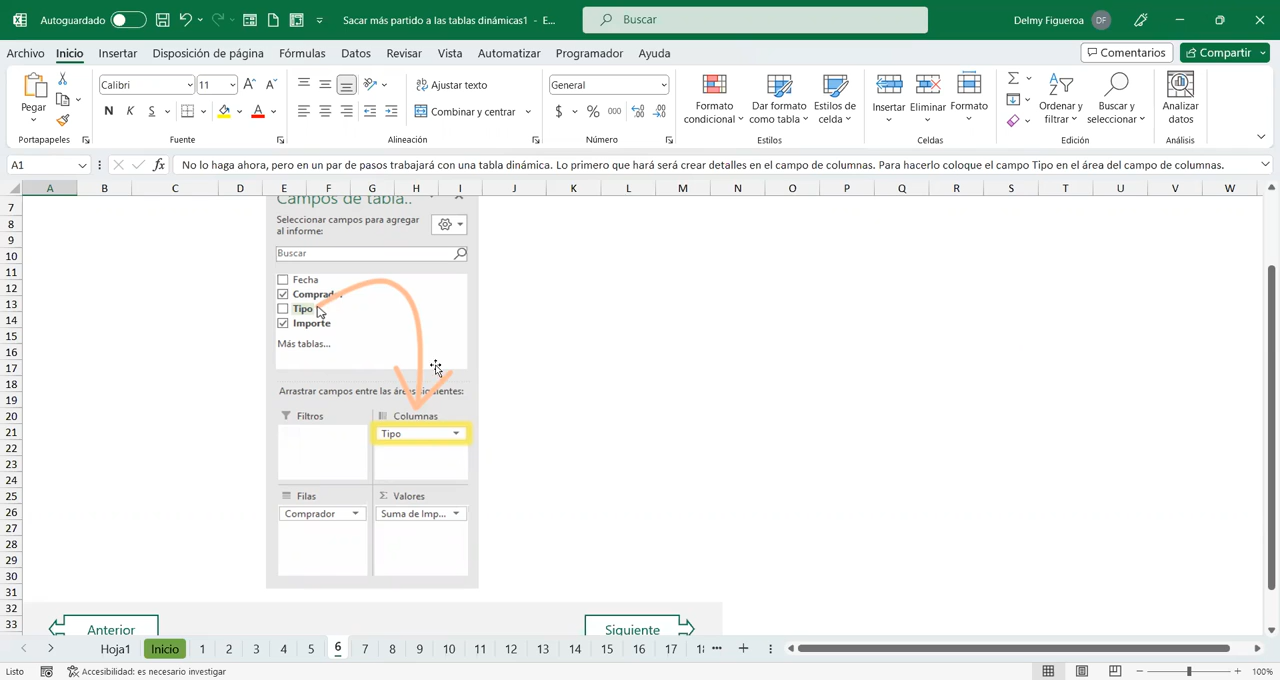 Autoguardado
Sacar más partido a las tablas dinámicas1 - E...
Buscar
Delmy Figueroa DF
Archivo Inicio Insertar Disposición de página Fórmulas Datos Revisar Vista Automatizar Programador Ayuda Comentarios Compartir
Pegar
Portapapeles
Calibri 11
N K S
Fuente
Ajustar texto
Combinar y centrar
Alineación
General
$ % 000
Número
Formato condicional
Dar formato como tabla
Estilos de celda
Estilos
Insertar Eliminar Formato
Celdas
Ordenar y filtrar
Buscar y seleccionar
Edición
Analizar datos
Análisis
A1 fx No lo haga ahora, pero en un par de pasos trabajará con una tabla dinámica. Lo primero que hará será crear detalles en el campo de columnas. Para hacerlo coloque el campo Tipo en el área del campo de columnas.
A B C D E F G H I J K L M N O P Q R S T U V W
7
8
9
10
11
12
13
14
15
16
17
18
19
20
21
22
23
24
25
26
27
28
29
30
31
32
33
Campos de tabla..
Seleccionar campos para agregar
al informe:
Buscar
Fecha
Comprad
Tipo
Importe
Más tablas...
Arrastrar campos entre las áreas siguientes:
Filtros
Columnas
Tipo
Filas
Valores
Comprador
Suma de Imp...
Anterior
Siguiente
Hoja1 Inicio 1 2 3 4 5 6 7 8 9 10 11 12 13 14 15 16 17 18 ...
Listo
Accesibilidad: es necesario investigar
100%